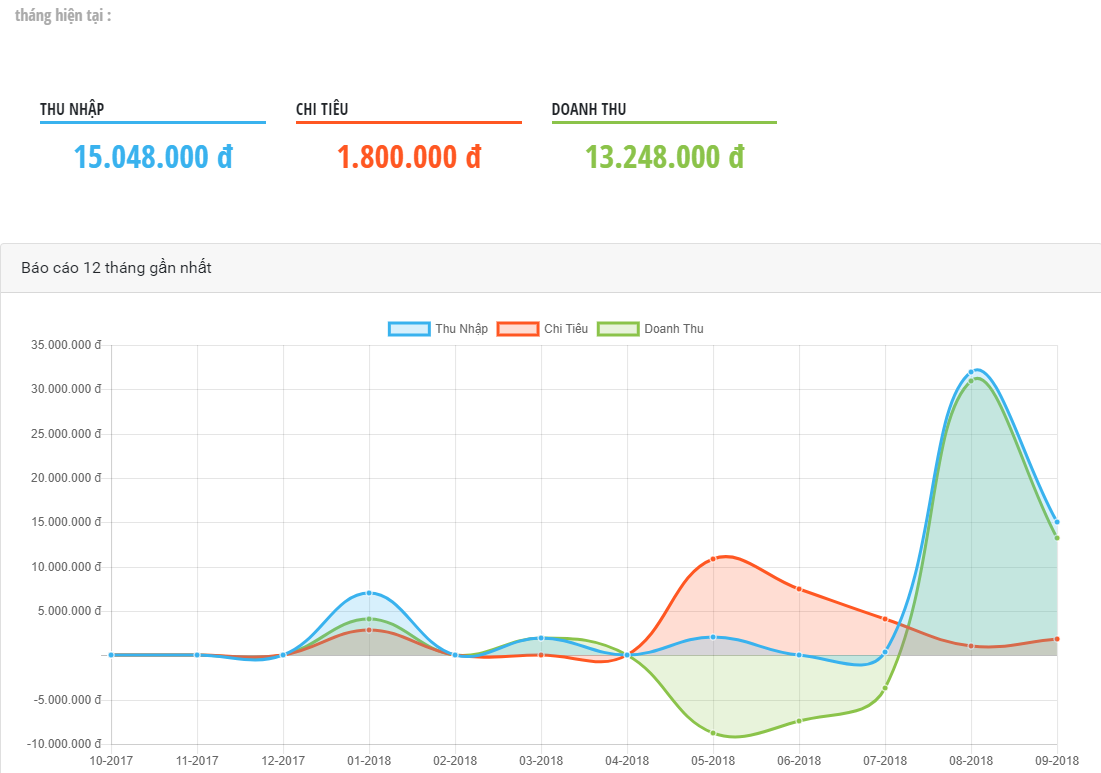 tháng hiện tại :
THU NHẬP CHI TIÊU DOANH THU
15.048.000 đ 1.800.000 đ 13.248.000 đ
Báo cáo 12 tháng gần nhất
Thu Nhập Chi Tiêu Doanh Thu
35.000.000 đ
30.000.000 đ
25.000.000 đ
20.000.000 đ
15.000.000 đ
10.000.000 đ
5.000.000 đ
-5.000.000 đ
-10.000.000 đ
10-2017 11-2017 12-2017 01-2018 02-2018 03-2018 04-2018 05-2018 06-2018 07-2018 08-2018 09-2018